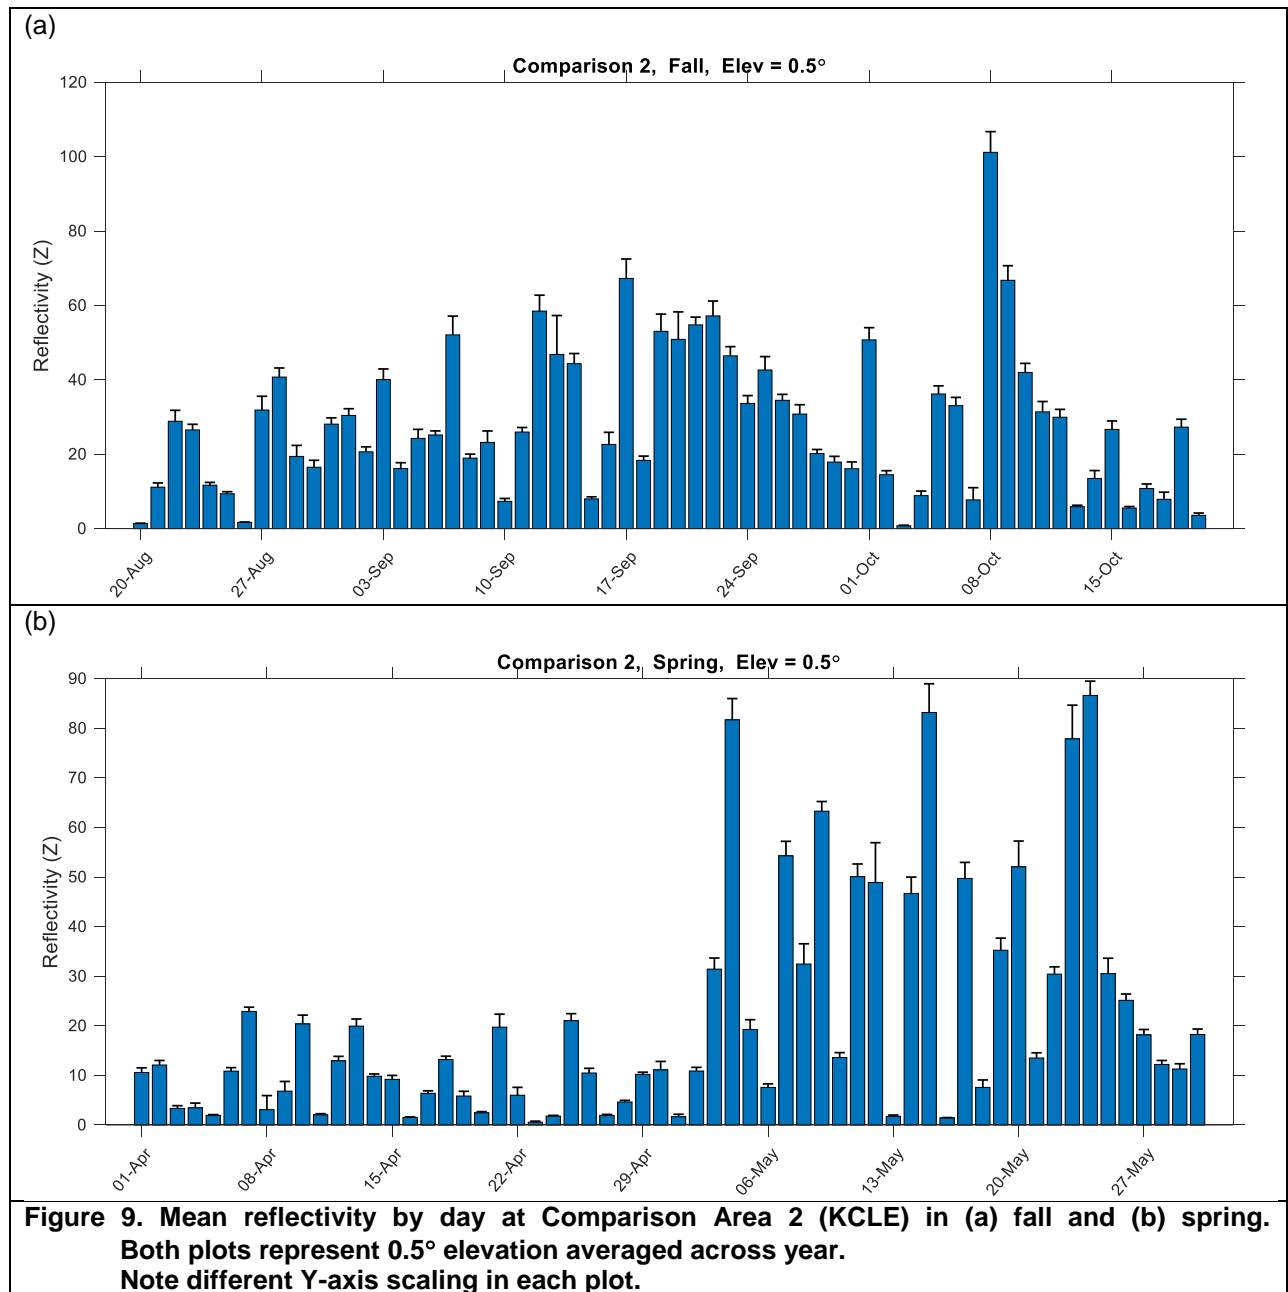 (a)
Comparison 2, Fall, Elev = 0.5°
120
100
80
60
40
20
0
Reflectivity (Z)
20-Aug
27-Aug
03-Sep
10-Sep
17-Sep
24-Sep
01-Oct
08-Oct
15-Oct
(b)
Comparison 2, Spring, Elev = 0.5°
90
80
70
60
50
40
30
20
10
0
Reflectivity (Z)
01-Apr
08-Apr
15-Apr
22-Apr
29-Apr
06-May
13-May
20-May
27-May
Figure 9. Mean reflectivity by day at Comparison Area 2 (KCLE) in (a) fall and (b) spring.
Both plots represent 0.5° elevation averaged across year.
Note different Y-axis scaling in each plot.